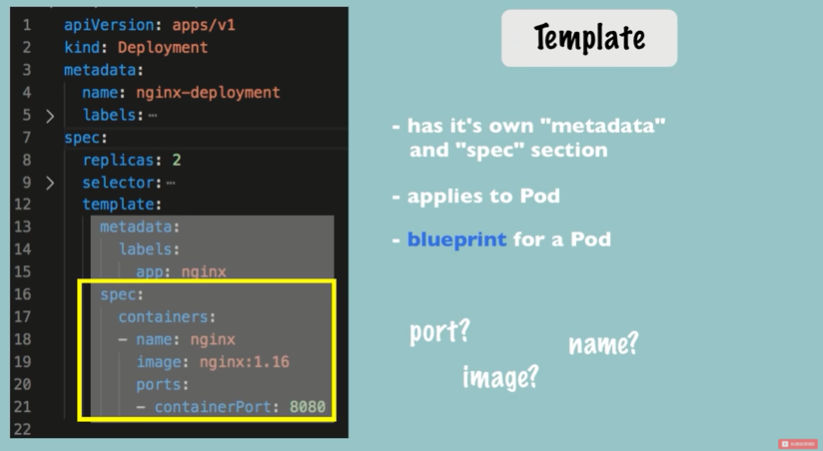 1 apiVersion: apps/v1
2 kind: Deployment
3 metadata:
4 name: nginx-deployment
5 > labels:⋯
7 spec:
8 replicas: 2
9 > selector:⋯
12 template:
13 metadata:
14 labels:
15 app: nginx
16 spec:
17 containers:
18 - name: nginx
19 image: nginx:1.16
20 ports:
21 - containerPort: 8080
22
Template
- has it's own "metadata"
and "spec" section
- applies to Pod
- blueprint for a Pod
port?
name?
image?
SUBSCRIBE